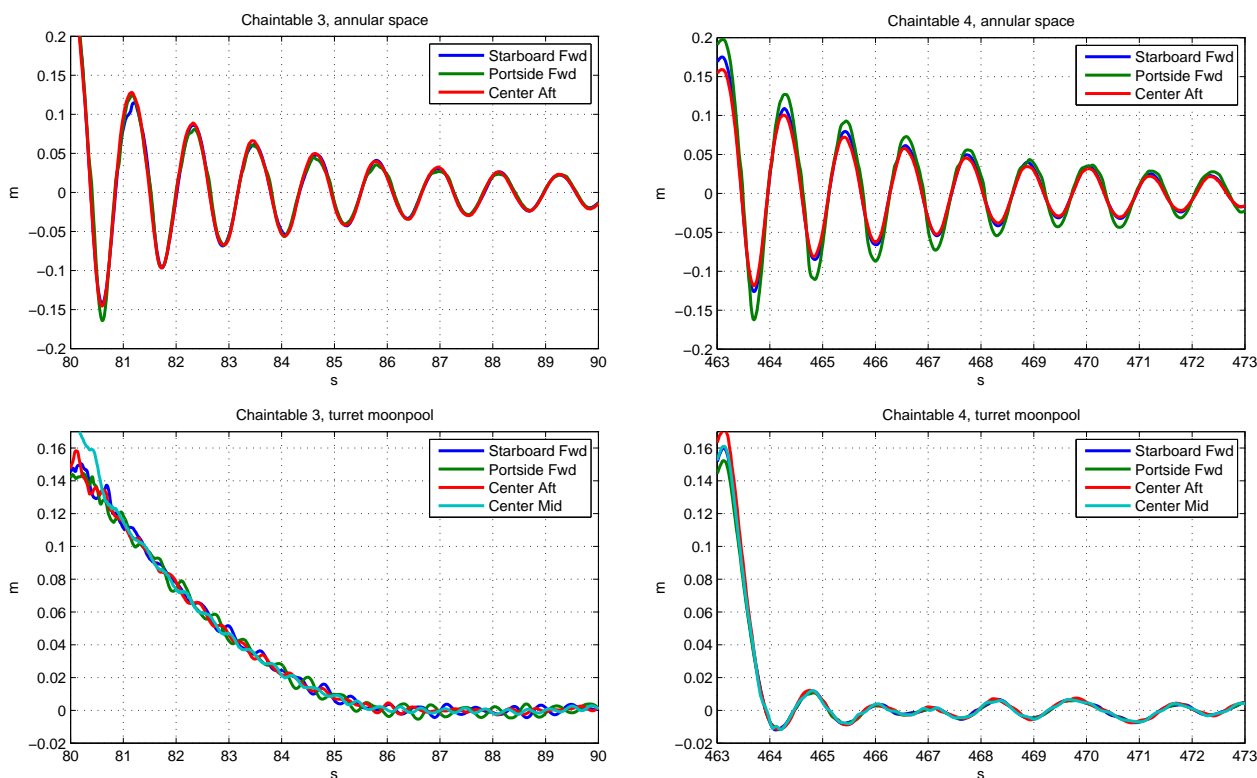 Chaintable 3, annular space
0.2
0.15
0.1
0.05
0
−0.05
−0.1
−0.15
−0.2
m
80 81 82 83 84 85 86 87 88 89 90
s
Starboard Fwd
Portside Fwd
Center Aft
Chaintable 4, annular space
0.2
0.15
0.1
0.05
0
−0.05
−0.1
−0.15
−0.2
m
463 464 465 466 467 468 469 470 471 472 473
s
Starboard Fwd
Portside Fwd
Center Aft
Chaintable 3, turret moonpool
0.16
0.14
0.12
0.1
0.08
0.06
0.04
0.02
0
−0.02
m
80 81 82 83 84 85 86 87 88 89 90
s
Starboard Fwd
Portside Fwd
Center Aft
Center Mid
Chaintable 4, turret moonpool
0.16
0.14
0.12
0.1
0.08
0.06
0.04
0.02
0
−0.02
m
463 464 465 466 467 468 469 470 471 472 473
s
Starboard Fwd
Portside Fwd
Center Aft
Center Mid